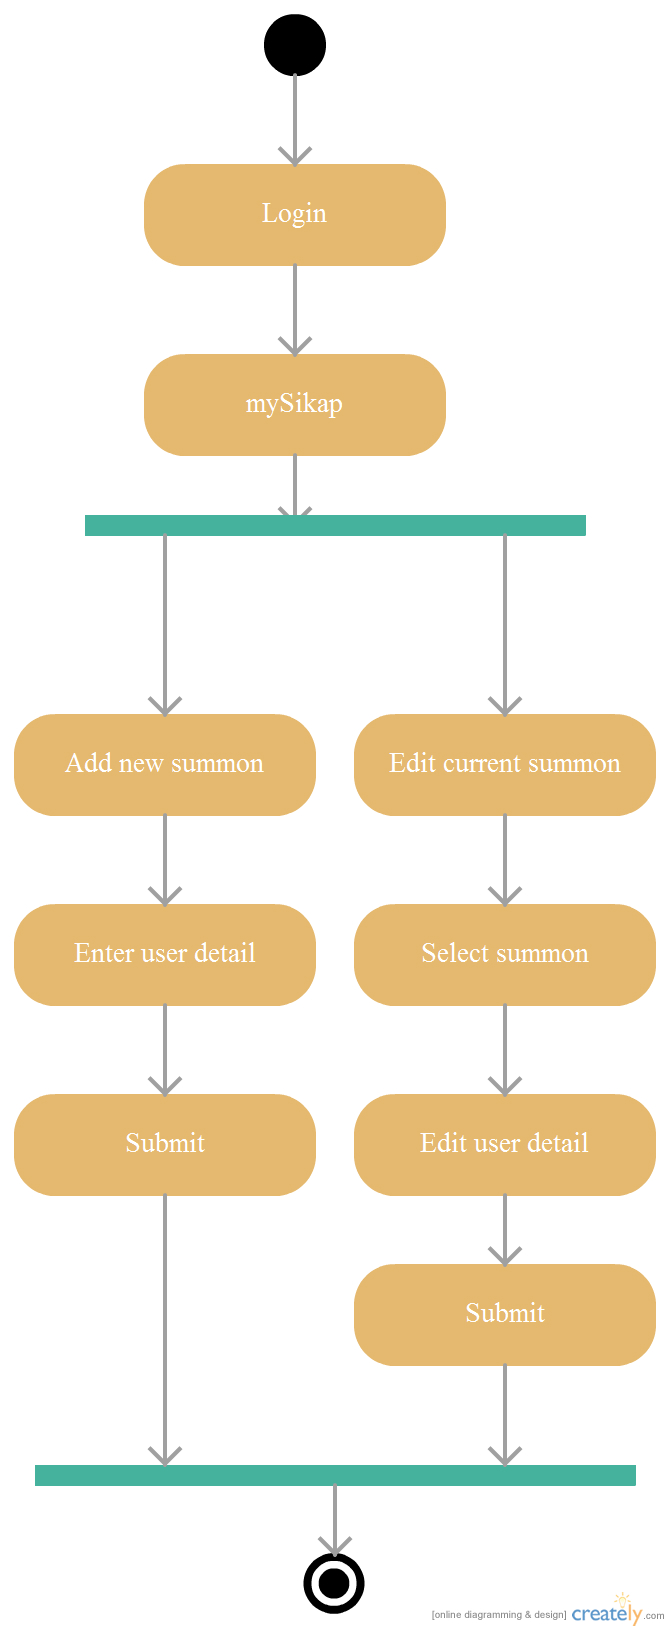 Login
mySikap
Add new summon
Edit current summon
Enter user detail
Select summon
Submit
Edit user detail
Submit
[online diagramming & design] creately.com